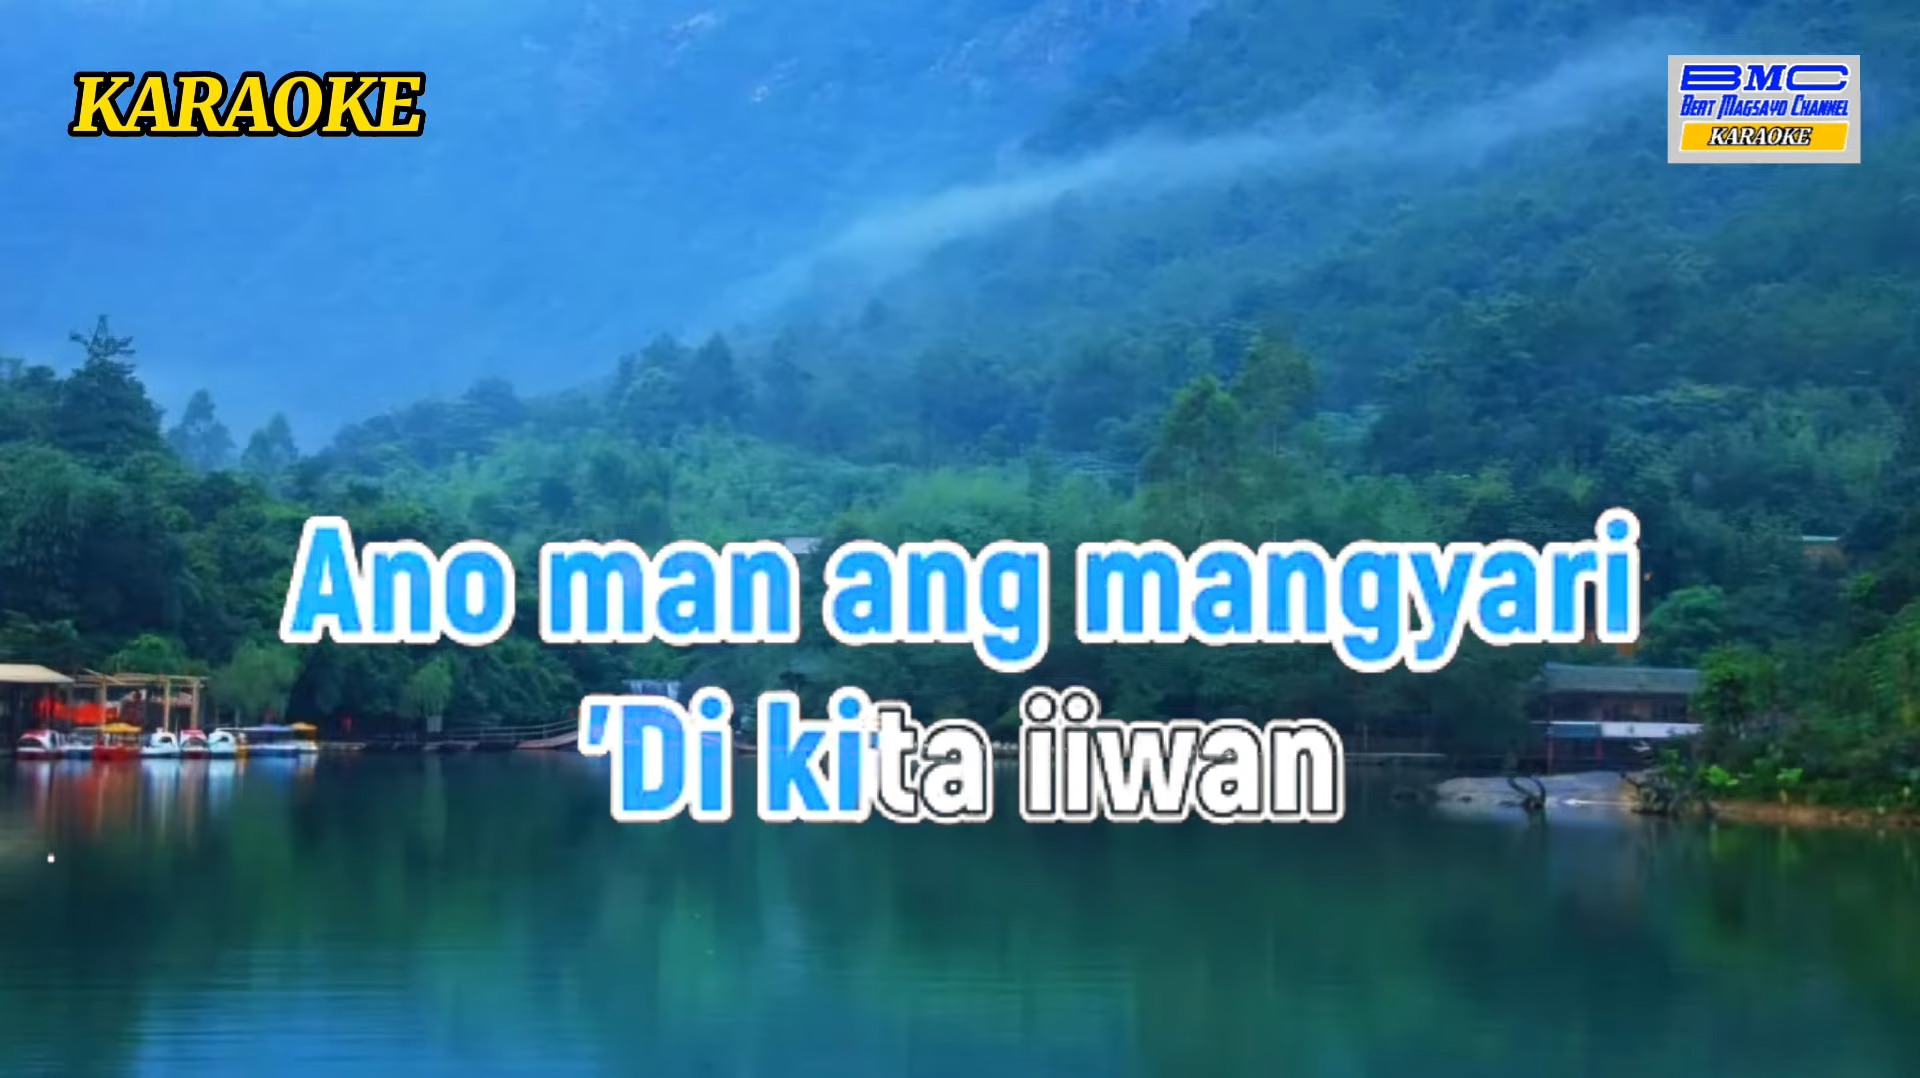 KARAOKE
BMC
BERT MAGSAYO CHANNEL
KARAOKE
Ano man ang mangyari
'Di kita iiwan